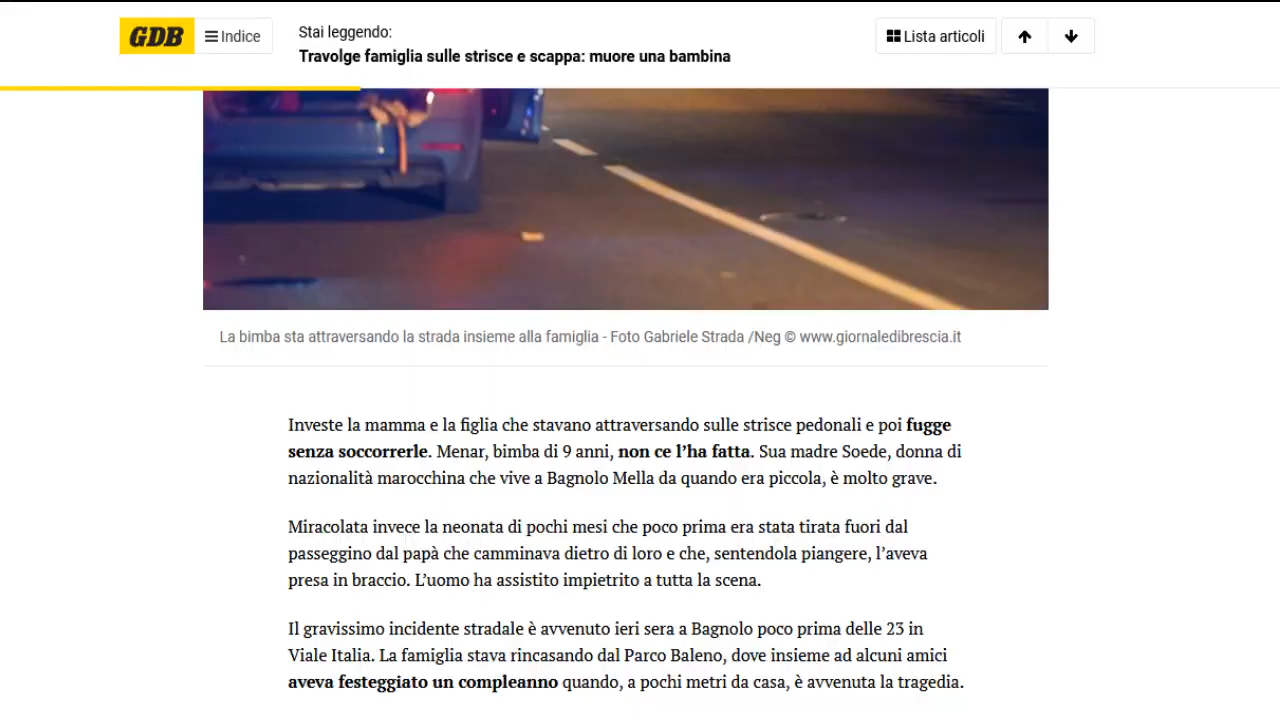 GDB
Indice
Stai leggendo:
Travolge famiglia sulle strisce e scappa: muore una bambina
Lista articoli
La bimba sta attraversando la strada insieme alla famiglia - Foto Gabriele Strada /Neg © www.giornaledibrescia.it
Investe la mamma e la figlia che stavano attraversando sulle strisce pedonali e poi fugge
senza soccorrerle. Menar, bimba di 9 anni, non ce l’ha fatta. Sua madre Soede, donna di
nazionalità marocchina che vive a Bagnolo Mella da quando era piccola, è molto grave.
Miracolata invece la neonata di pochi mesi che poco prima era stata tirata fuori dal
passeggino dal papà che camminava dietro di loro e che, sentendola piangere, l’aveva
presa in braccio. L’uomo ha assistito impietrito a tutta la scena.
Il gravissimo incidente stradale è avvenuto ieri sera a Bagnolo poco prima delle 23 in
Viale Italia. La famiglia stava rincasando dal Parco Baleno, dove insieme ad alcuni amici
aveva festeggiato un compleanno quando, a pochi metri da casa, è avvenuta la tragedia.